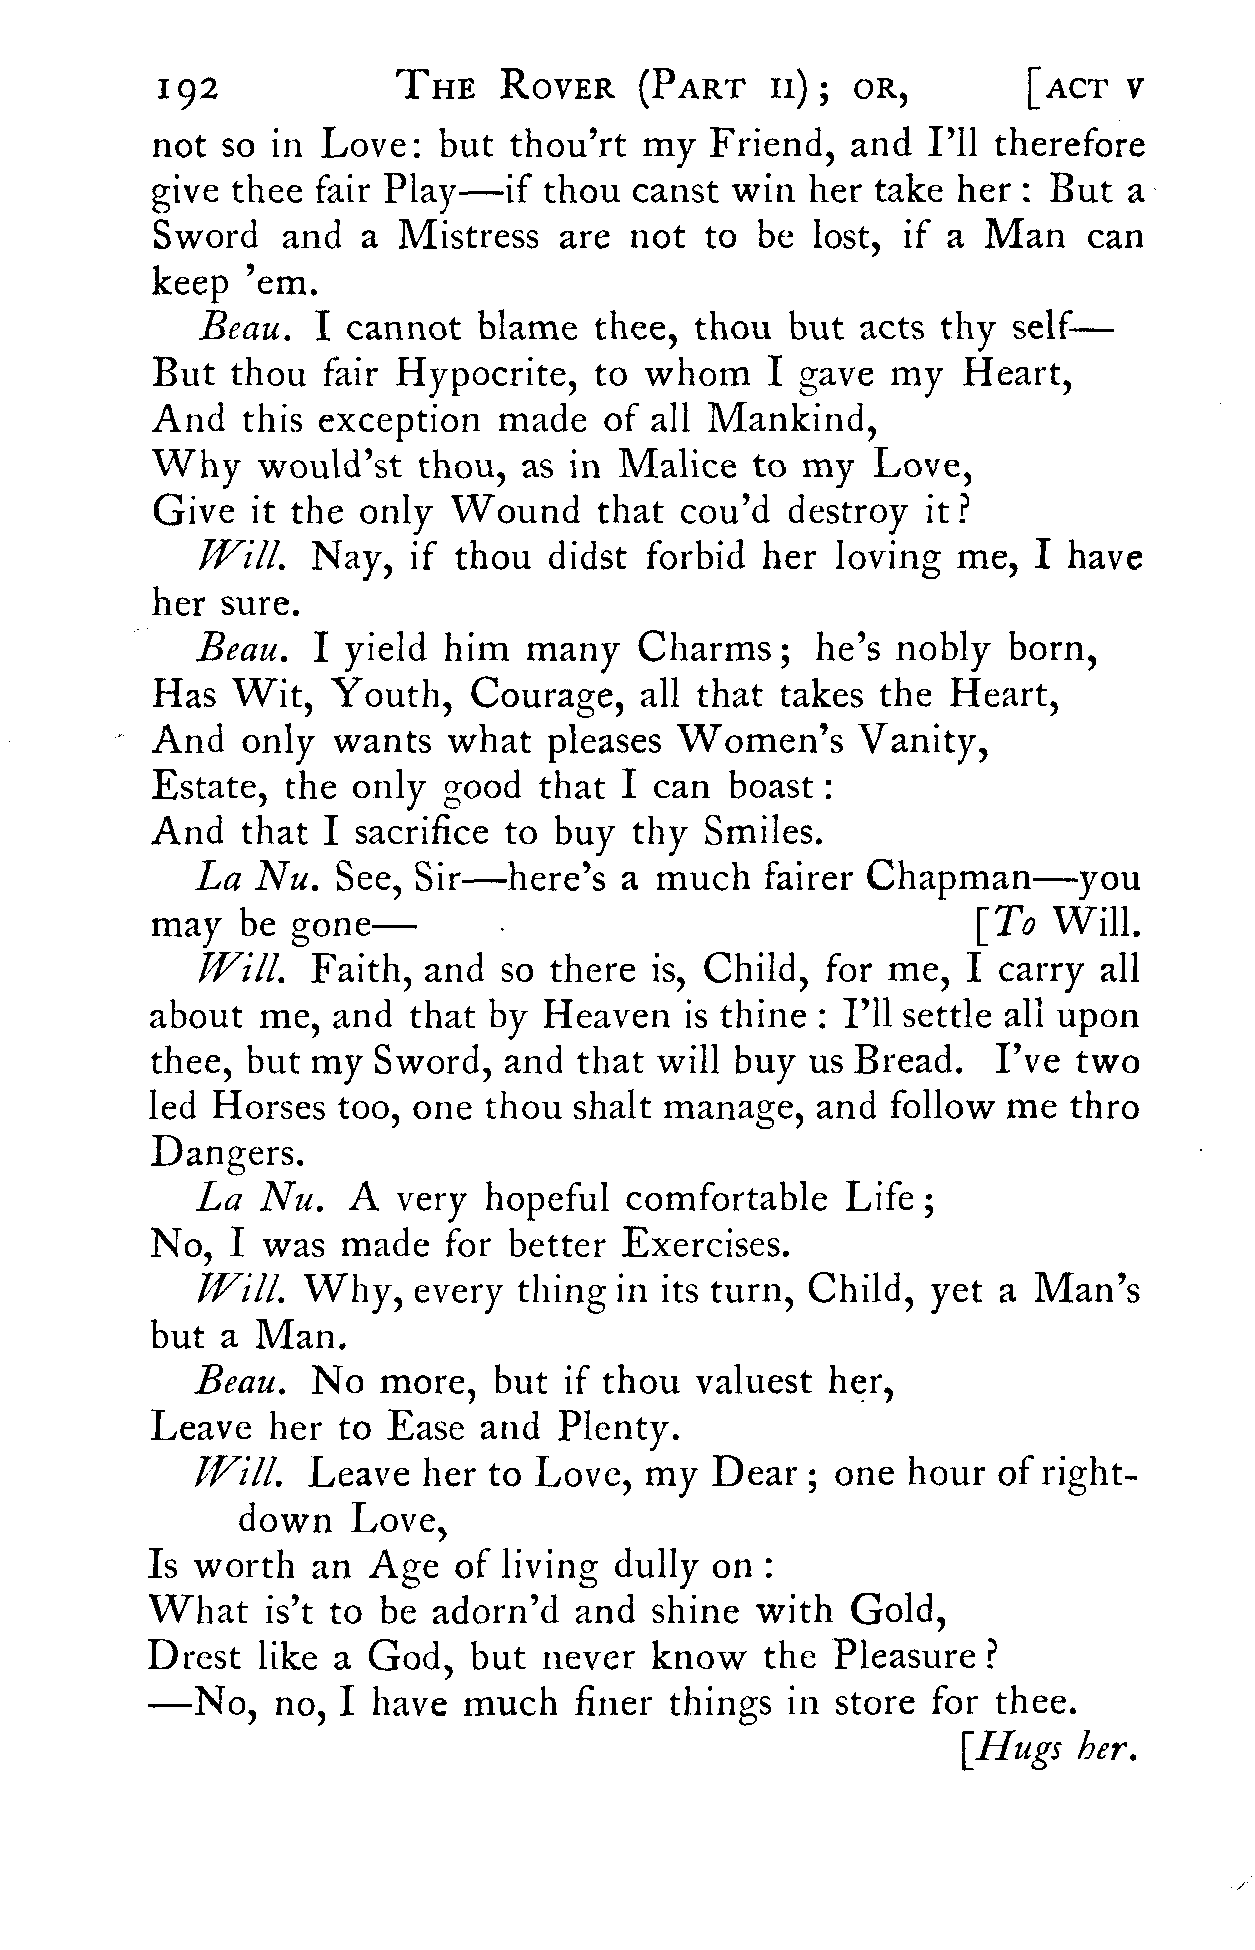 192 THE ROVER (PART II); OR, [ACT V
not so in Love: but thou'rt my Friend, and I'll therefore
give thee fair Play—if thou canst win her take her: But a
Sword and a Mistress are not to be lost, if a Man can
keep 'em.
Beau. I cannot blame thee, thou but acts thy self—
But thou fair Hypocrite, to whom I gave my Heart,
And this exception made of all Mankind,
Why would'st thou, as in Malice to my Love,
Give it the only Wound that cou'd destroy it?
Will. Nay, if thou didst forbid her loving me, I have
her sure.
Beau. I yield him many Charms; he's nobly born,
Has Wit, Youth, Courage, all that takes the Heart,
And only wants what pleases Women's Vanity,
Estate, the only good that I can boast:
And that I sacrifice to buy thy Smiles.
La Nu. See, Sir—here's a much fairer Chapman—you
may be gone— [To Will.
Will. Faith, and so there is, Child, for me, I carry all
about me, and that by Heaven is thine: I'll settle all upon
thee, but my Sword, and that will buy us Bread. I've two
led Horses too, one thou shalt manage, and follow me thro
Dangers.
La Nu. A very hopeful comfortable Life;
No, I was made for better Exercises.
Will. Why, every thing in its turn, Child, yet a Man's
but a Man.
Beau. No more, but if thou valuest her,
Leave her to Ease and Plenty.
Will. Leave her to Love, my Dear; one hour of right-
down Love,
Is worth an Age of living dully on:
What is't to be adorn'd and shine with Gold,
Drest like a God, but never know the Pleasure?
—No, no, I have much finer things in store for thee.
[Hugs her.